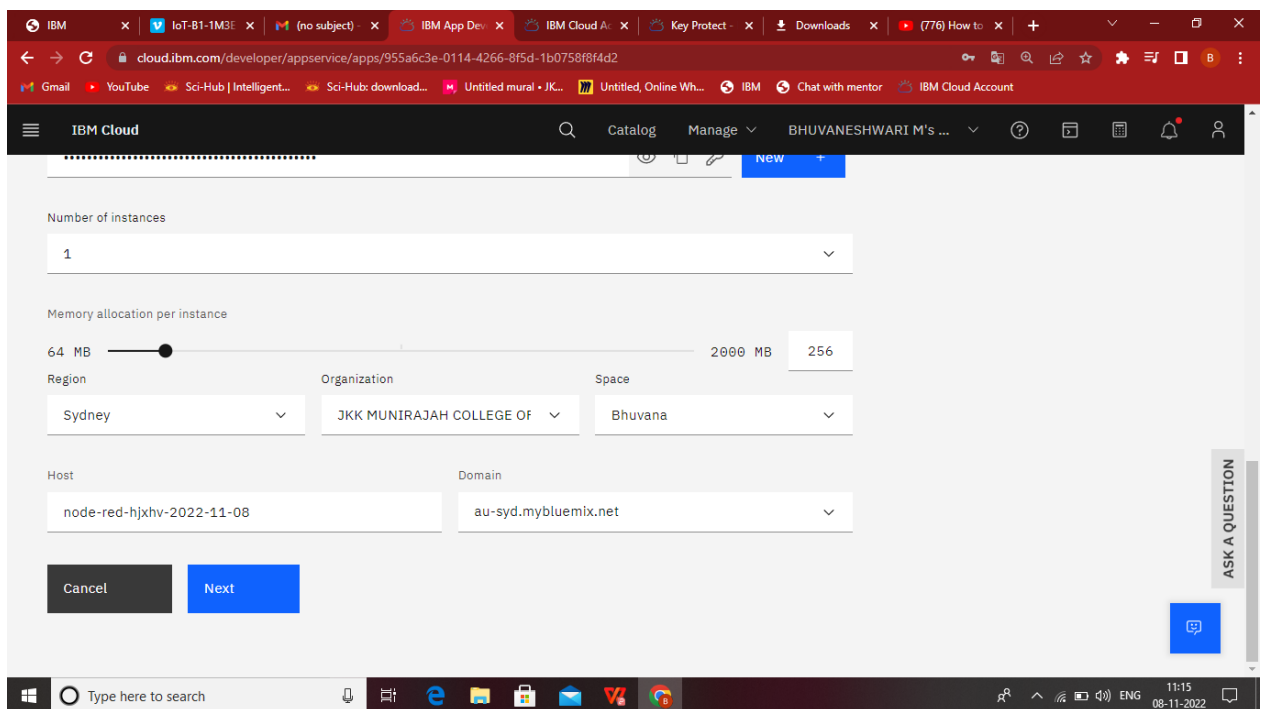 IBM
IoT-B1-1M3E
(no subject) -
IBM App Dev
IBM Cloud Ac
Key Protect -
Downloads
(776) How to
cloud.ibm.com/developer/appservice/apps/955a6c3e-0114-4266-8f5d-1b0758f8f4d2
B
Gmail
YouTube
Sci-Hub | Intelligent...
Sci-Hub: download...
Untitled mural • JK...
Untitled, Online Wh...
IBM
Chat with mentor
IBM Cloud Account
IBM Cloud
Catalog
Manage
BHUVANESHWARI M's ...
New +
Number of instances
1
Memory allocation per instance
64 MB
2000 MB
256
Region
Organization
Space
Sydney
JKK MUNIRAJAH COLLEGE OF
Bhuvana
Host
Domain
node-red-hjxhv-2022-11-08
au-syd.mybluemix.net
Cancel
Next
ASK A QUESTION
Type here to search
ENG
11:15
08-11-2022